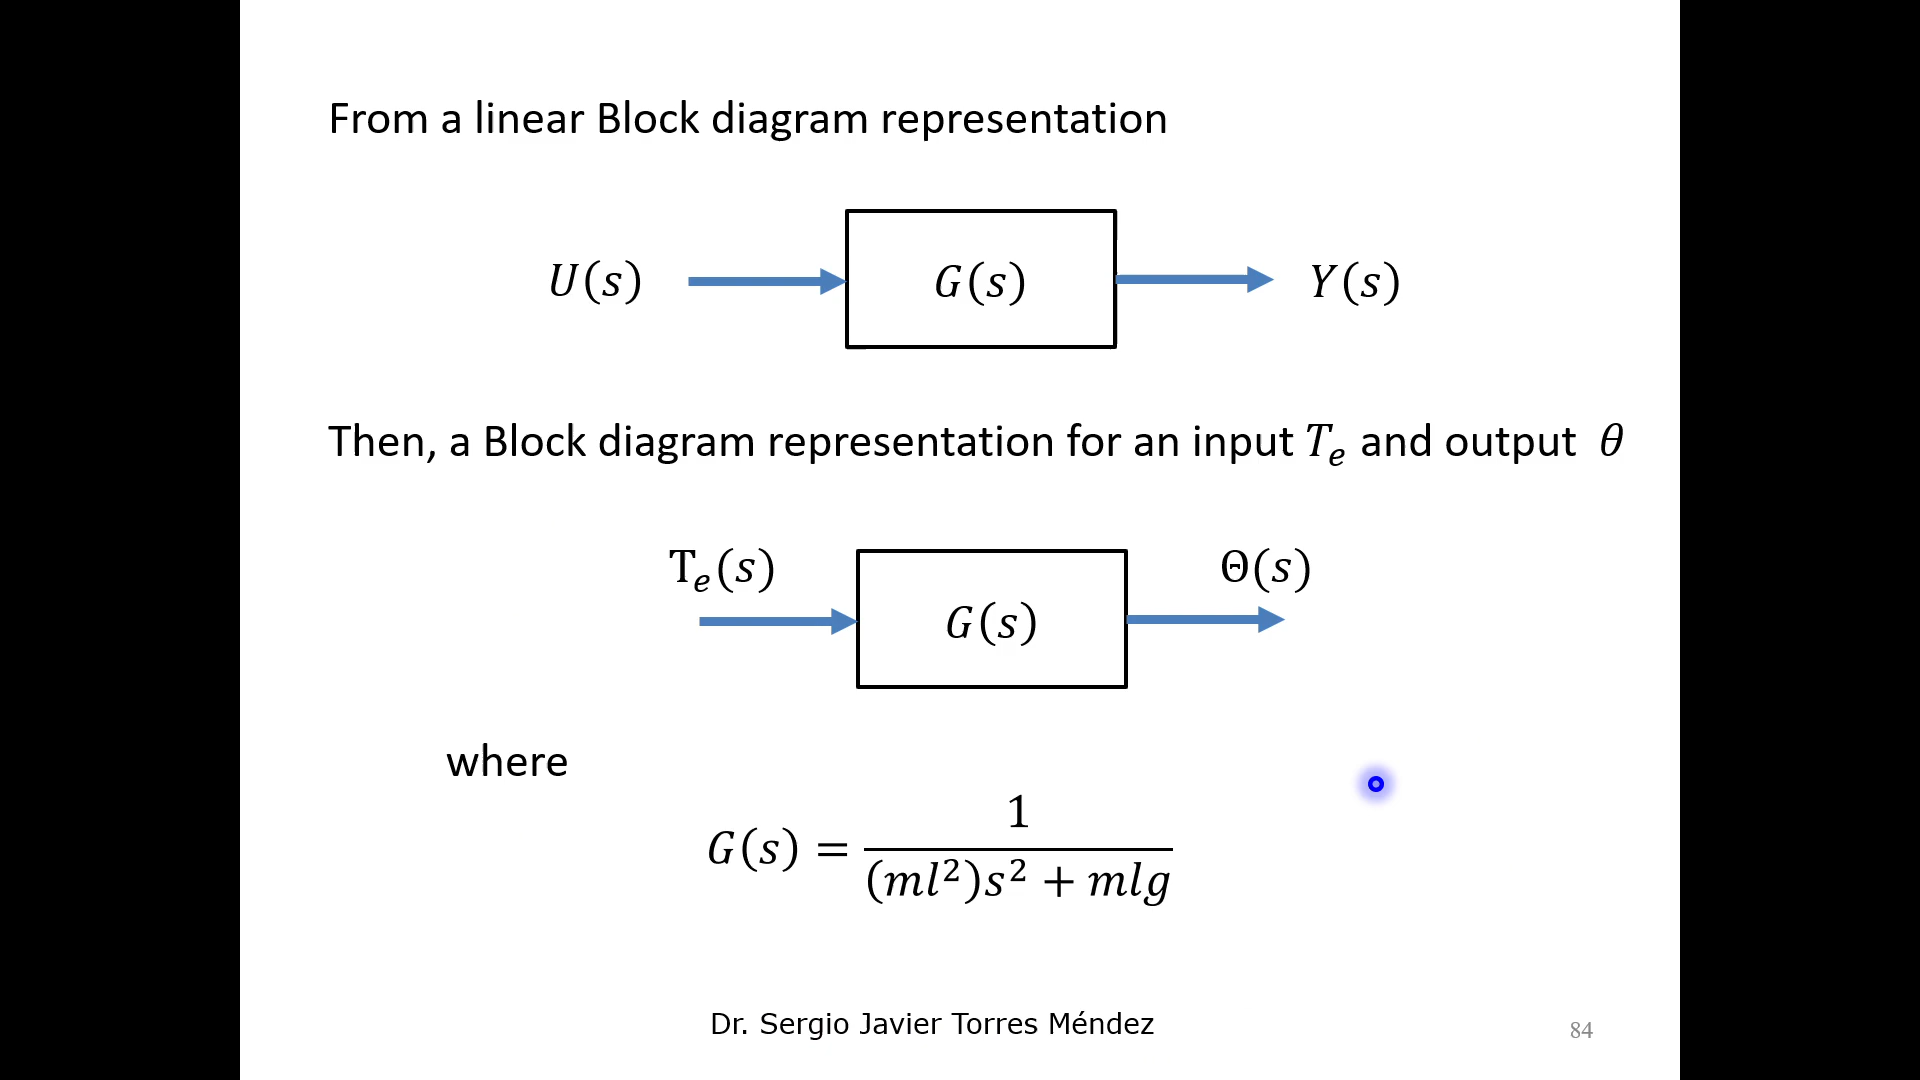 From a linear Block diagram representation
U(s) G(s) Y(s)
Then, a Block diagram representation for an input Tₑ and output θ
Tₑ(s) Θ(s)
G(s)
where
G(s) = 1 / (ml²)s² + mlg
Dr. Sergio Javier Torres Méndez
84